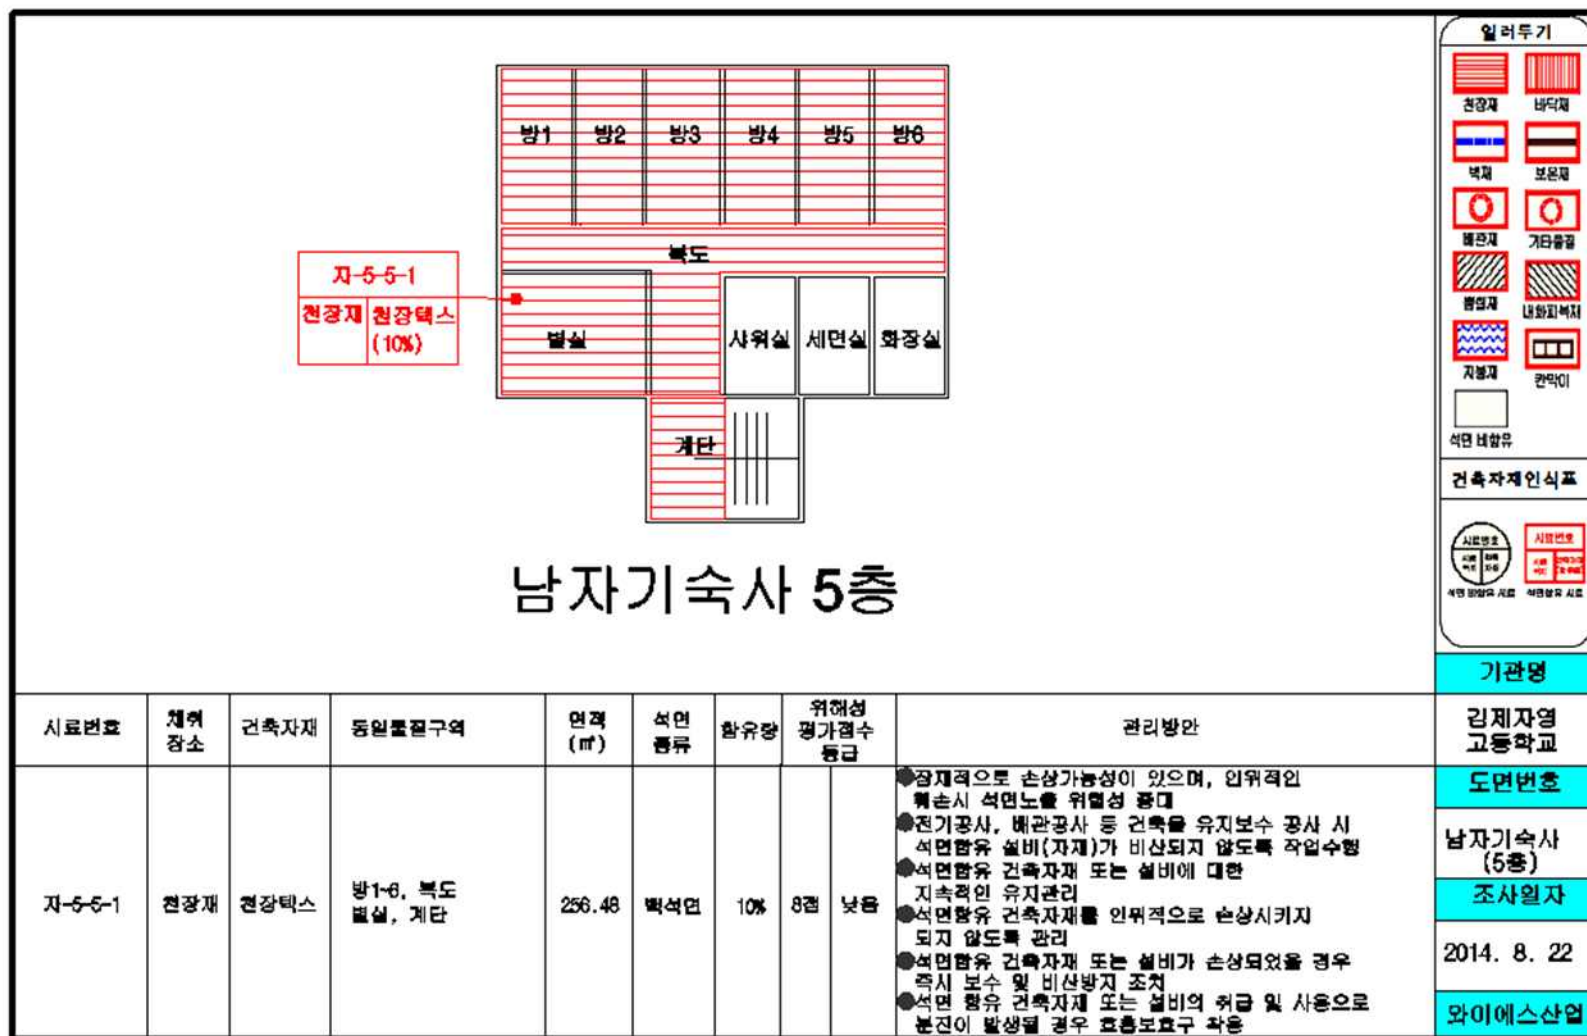 일러두기
천장재 바닥재
벽재 보온재
배관재 기타물질
뿜칠재 내화피복재
지붕재 칸막이
석면 비함유
건축자재인식표
시료번호 시료번호
석면 비함유 시료 석면함유 시료
방1 방2 방3 방4 방5 방6
복도
자-5-5-1
천장재 천장텍스
(10%)
별실 샤워실 세면실 화장실
계단
남자기숙사 5층
기관명
김제자영
고등학교
도면번호
남자기숙사
(5층)
조사일자
2014. 8. 22
와이에스산업
시료번호 채취
장소 건축자재 동일물질구역 면적
(㎡) 석면
종류 함유량 위해성
평가점수
등급 관리방안
자-5-5-1 천장재 천장텍스 방1-6, 복도
별실, 계단 256.48 백석면 10% 8점 낮음
●잠재적으로 손상가능성이 있으며, 인위적인
훼손시 석면노출 위험성 증대
●전기공사, 배관공사 등 건축물 유지보수 공사 시
석면함유 설비(자재)가 비산되지 않도록 작업수행
●석면함유 건축자재 또는 설비에 대한
지속적인 유지관리
●석면함유 건축자재를 인위적으로 손상시키지
되지 않도록 관리
●석면함유 건축자재 또는 설비가 손상되었을 경우
즉시 보수 및 비산방지 조치
●석면 함유 건축자재 또는 설비의 취급 및 사용으로
분진이 발생될 경우 호흡보호구 착용